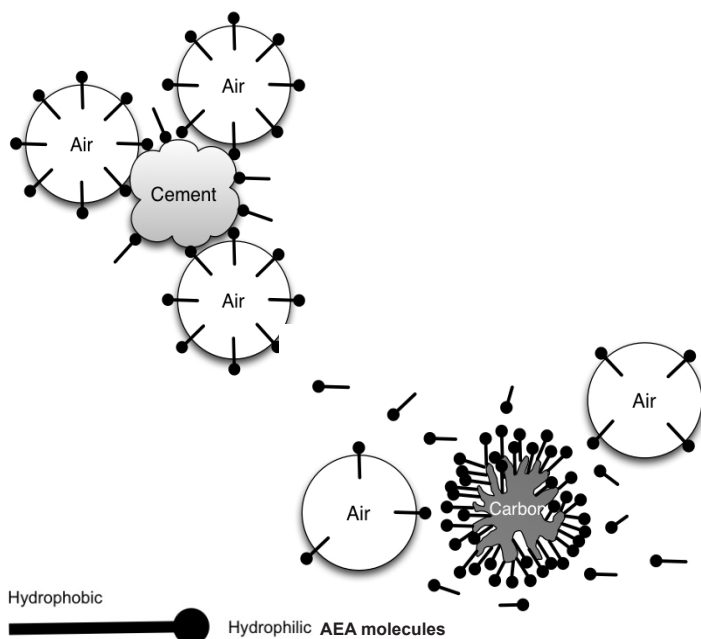 Air
Air
Cement
Air
Air
Air
Carbon
Hydrophobic
Hydrophilic AEA molecules